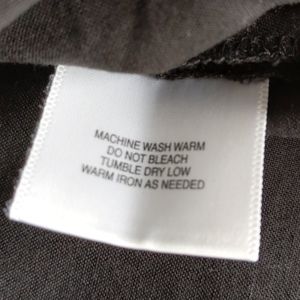 MACHINE WASH WARM
DO NOT BLEACH
TUMBLE DRY LOW
WARM IRON AS NEEDED